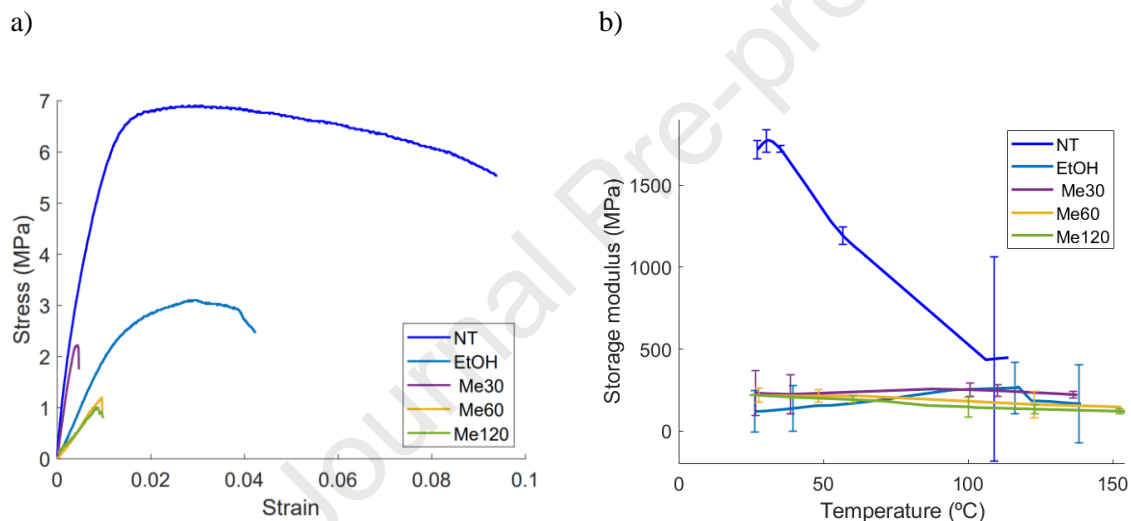 a)
b)
Journal Pre-pro
7
6
5
4
3
2
1
0
Stress (MPa)
0
0.02
0.04
0.06
0.08
0.1
Strain
NT
EtOH
Me30
Me60
Me120
1500
1000
500
0
Storage modulus (MPa)
0
50
100
150
Temperature (ºC)
NT
EtOH
Me30
Me60
Me120